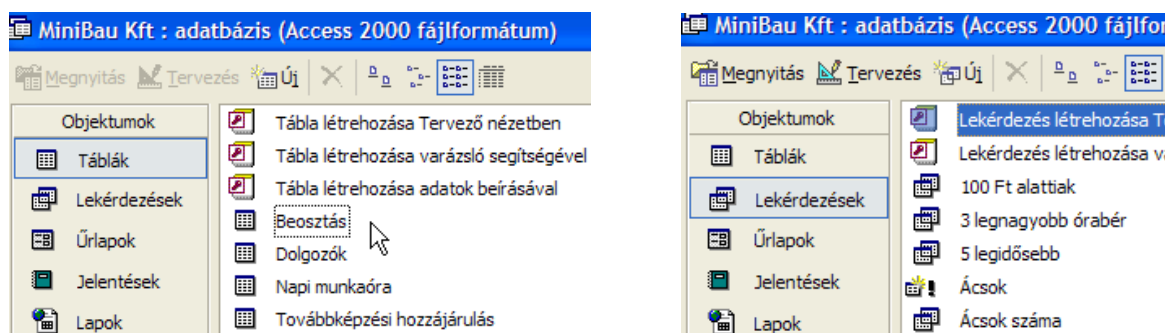 MiniBau Kft : adatbázis (Access 2000 fájlformátum)
Megnyitás Tervezés Új
Objektumok
Táblák
Lekérdezések
Űrlapok
Jelentések
Lapok
Tábla létrehozása Tervező nézetben
Tábla létrehozása varázsló segítségével
Tábla létrehozása adatok beírásával
Beosztás
Dolgozók
Napi munkaóra
Továbbképzési hozzájárulás
MiniBau Kft : adatbázis (Access 2000 fájlfor
Megnyitás Tervezés Új
Objektumok
Táblák
Lekérdezések
Űrlapok
Jelentések
Lapok
Lekérdezés létrehozása T
Lekérdezés létrehozása va
100 Ft alattiak
3 legnagyobb órabér
5 legidősebb
Ácsok
Ácsok száma